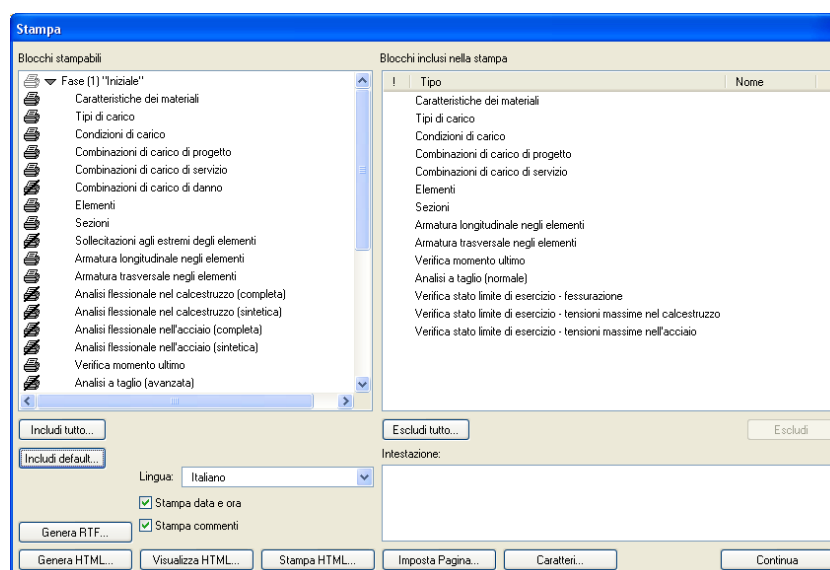 Stampa
Blocchi stampabili
Fase (1) "Iniziale"
Caratteristiche dei materiali
Tipi di carico
Condizioni di carico
Combinazioni di carico di progetto
Combinazioni di carico di servizio
Combinazioni di carico di danno
Elementi
Sezioni
Sollecitazioni agli estremi degli elementi
Armatura longitudinale negli elementi
Armatura trasversale negli elementi
Analisi flessionale nel calcestruzzo (completa)
Analisi flessionale nel calcestruzzo (sintetica)
Analisi flessionale nell'acciaio (completa)
Analisi flessionale nell'acciaio (sintetica)
Verifica momento ultimo
Analisi a taglio (avanzata)
Includi tutto...
Includi default...
Lingua: Italiano
Stampa data e ora
Stampa commenti
Genera RTF...
Genera HTML...
Visualizza HTML...
Stampa HTML...
Blocchi inclusi nella stampa
! Tipo Nome
Caratteristiche dei materiali
Tipi di carico
Condizioni di carico
Combinazioni di carico di progetto
Combinazioni di carico di servizio
Elementi
Sezioni
Armatura longitudinale negli elementi
Armatura trasversale negli elementi
Verifica momento ultimo
Analisi a taglio (normale)
Verifica stato limite di esercizio - fessurazione
Verifica stato limite di esercizio - tensioni massime nel calcestruzzo
Verifica stato limite di esercizio - tensioni massime nell'acciaio
Escludi tutto...
Escludi
Intestazione:
Imposta Pagina...
Caratteri...
Continua